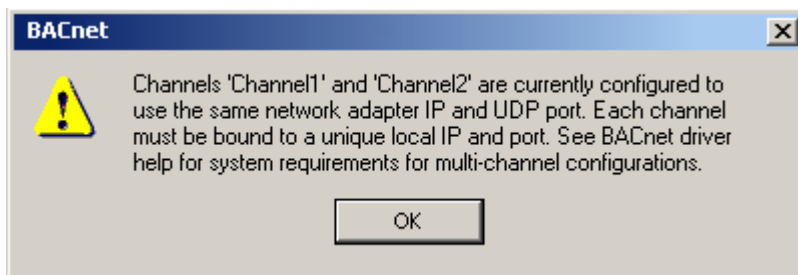 BACnet
Channels 'Channel1' and 'Channel2' are currently configured to
use the same network adapter IP and UDP port. Each channel
must be bound to a unique local IP and port. See BACnet driver
help for system requirements for multi-channel configurations.
OK